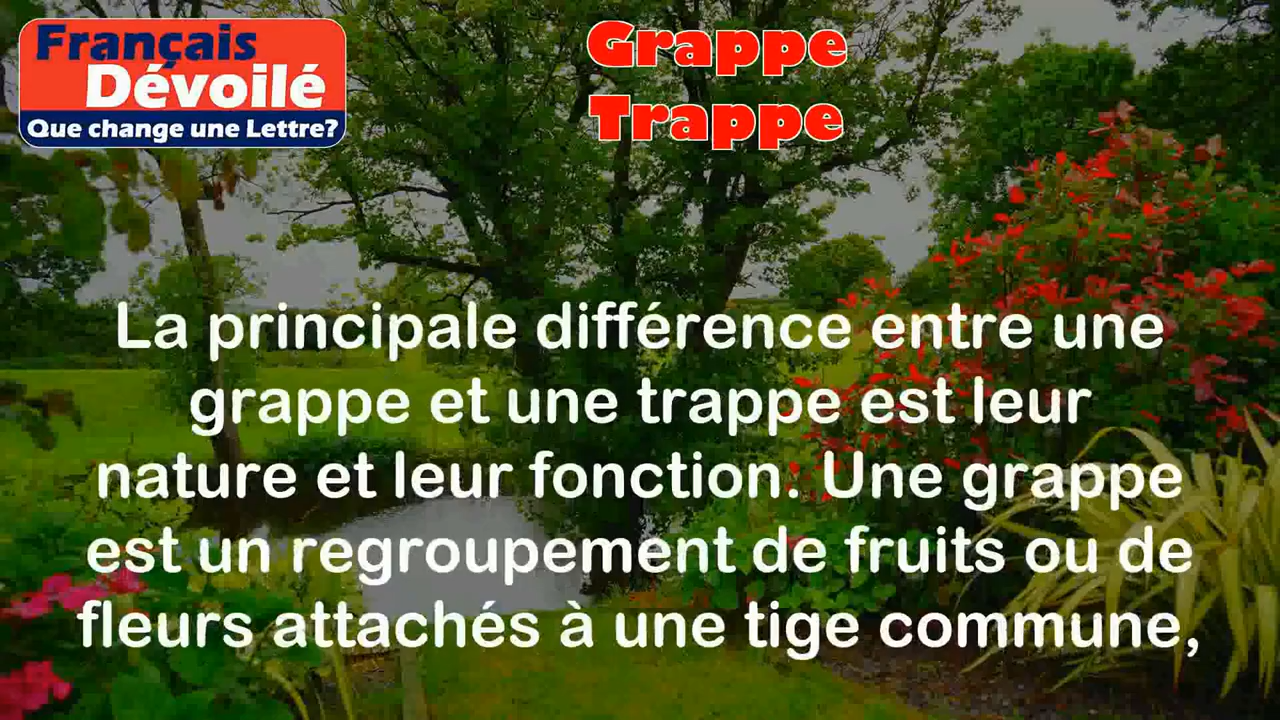 Français
Dévoilé
Que change une Lettre?
Grappe
Trappe
La principale différence entre une
grappe et une trappe est leur
nature et leur fonction. Une grappe
est un regroupement de fruits ou de
fleurs attachés à une tige commune,